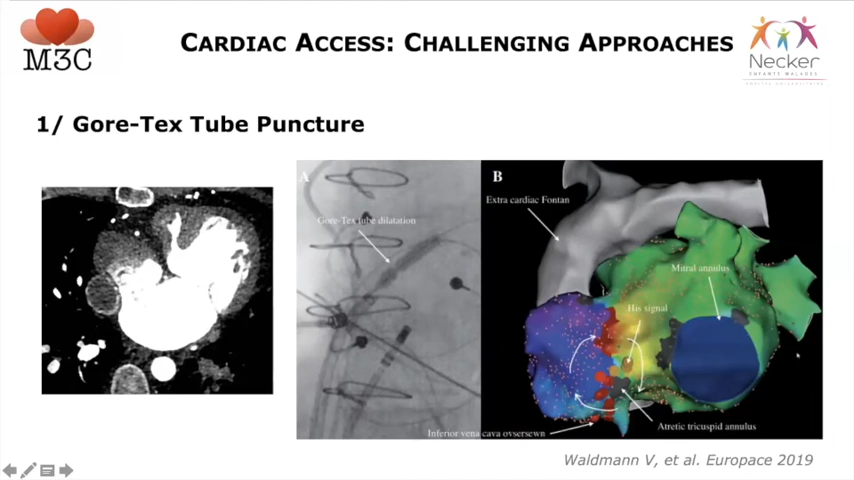 M3C
CARDIAC ACCESS: CHALLENGING APPROACHES
Necker
ENFANTS MALADES
1/ Gore-Tex Tube Puncture
A
Gore-Tex tube dilatation
B
Extra cardiac Fontan
Mitral annulus
His signal
Atretic tricuspid annulus
Inferior vena cava ovsersewn
Waldmann V, et al. Europace 2019